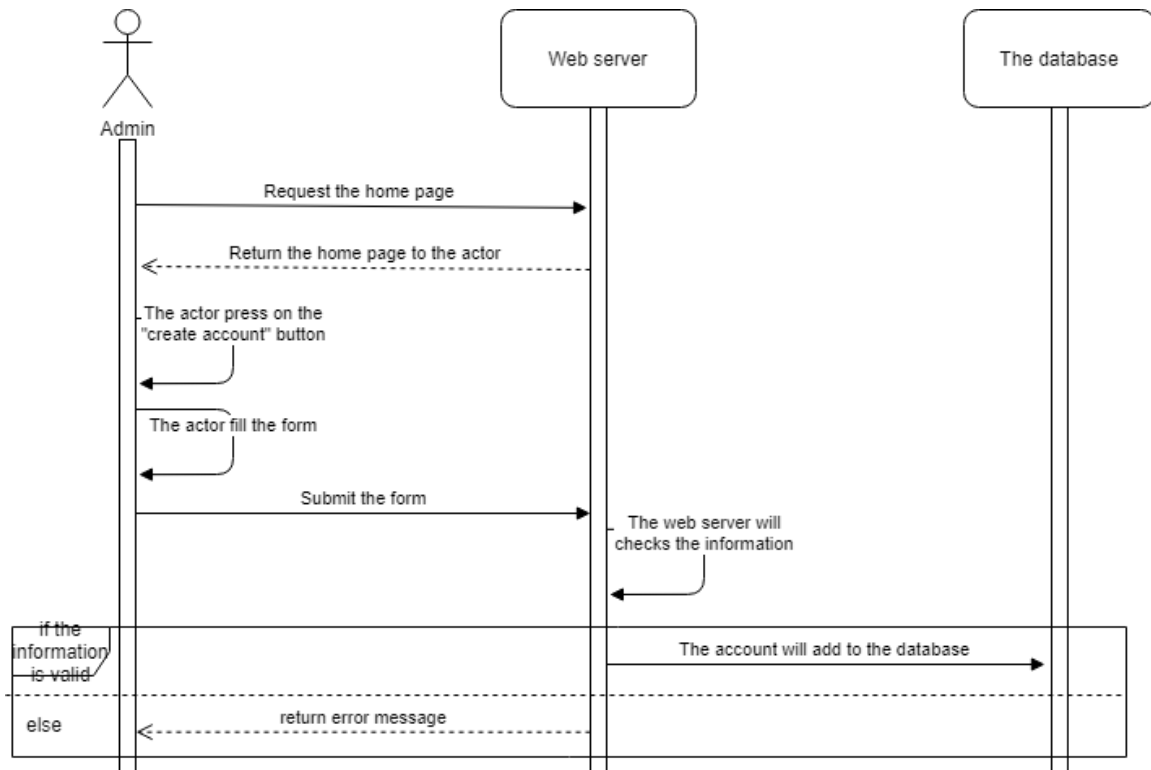 Web server
The database
Admin
Request the home page
Return the home page to the actor
The actor press on the
"create account" button
The actor fill the form
Submit the form
The web server will
checks the information
if the
information
is valid
The account will add to the database
else
return error message